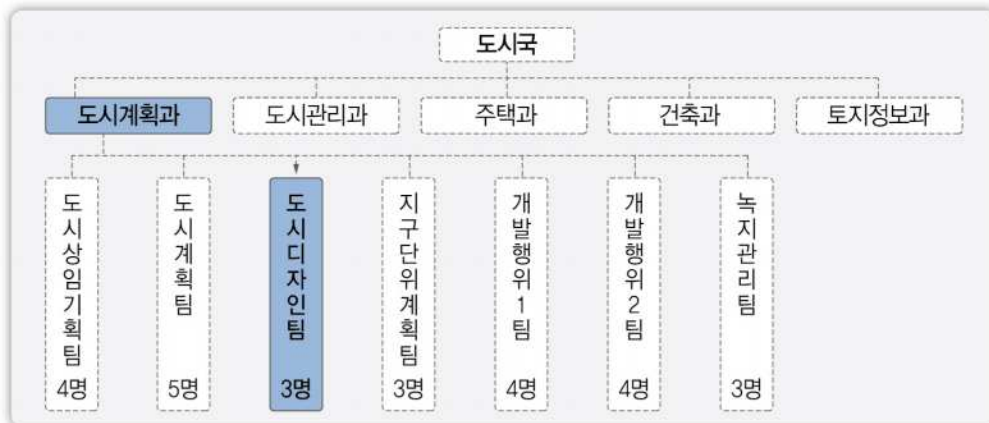 도시국
도시계획과
도시관리과
주택과
건축과
토지정보과
도시상임기획팀
4명
도시계획팀
5명
도시디자인팀
3명
지구단위계획팀
3명
개발행위1팀
4명
개발행위2팀
4명
녹지관리팀
3명